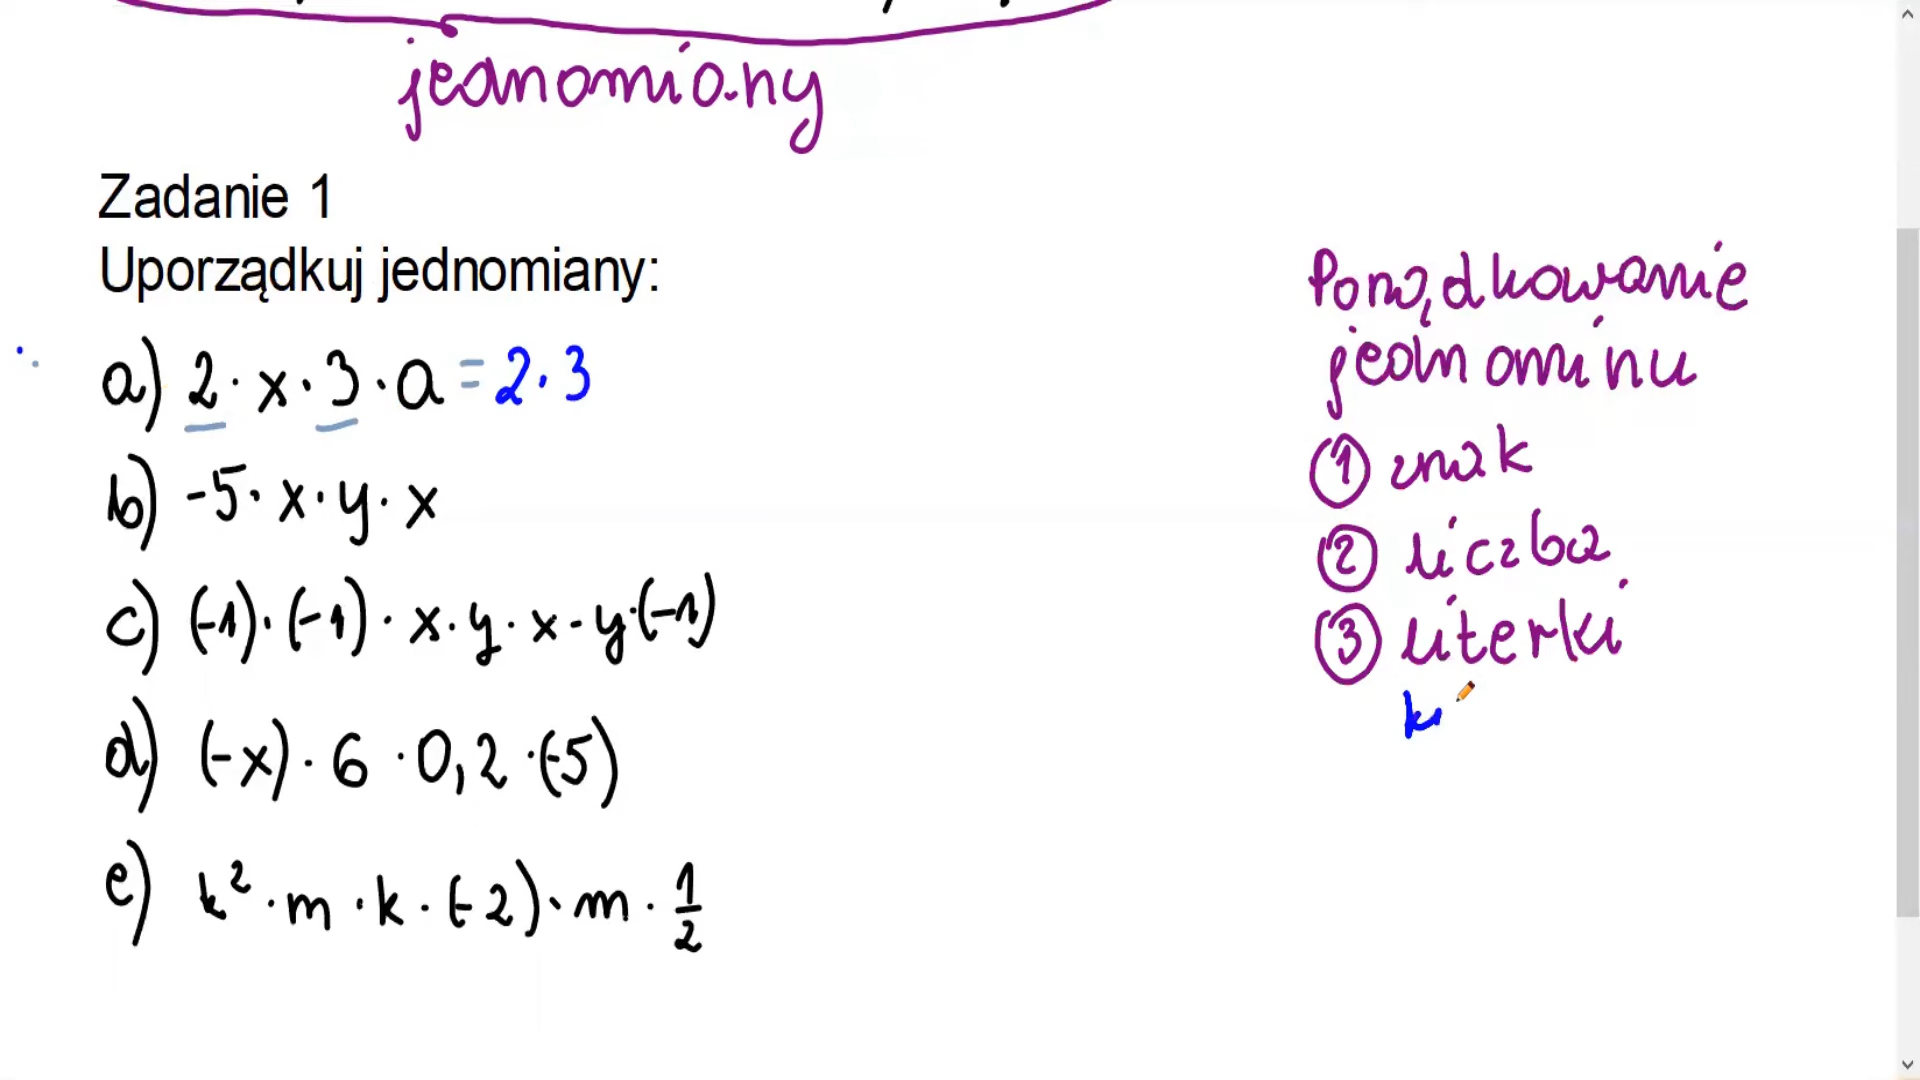 jednomiany
Zadanie 1
Uporządkuj jednomiany:
a) 2 · x · 3 · a = 2 · 3
b) -5 · x · y · x
c) (-1) · (-1) · x · y · x · y · (-1)
d) (-x) · 6 · 0,2 · (-5)
e) k² · m · k · (-2) · m · 1/2
Porządkowanie
jednominu
① znak
② liczba
③ literki